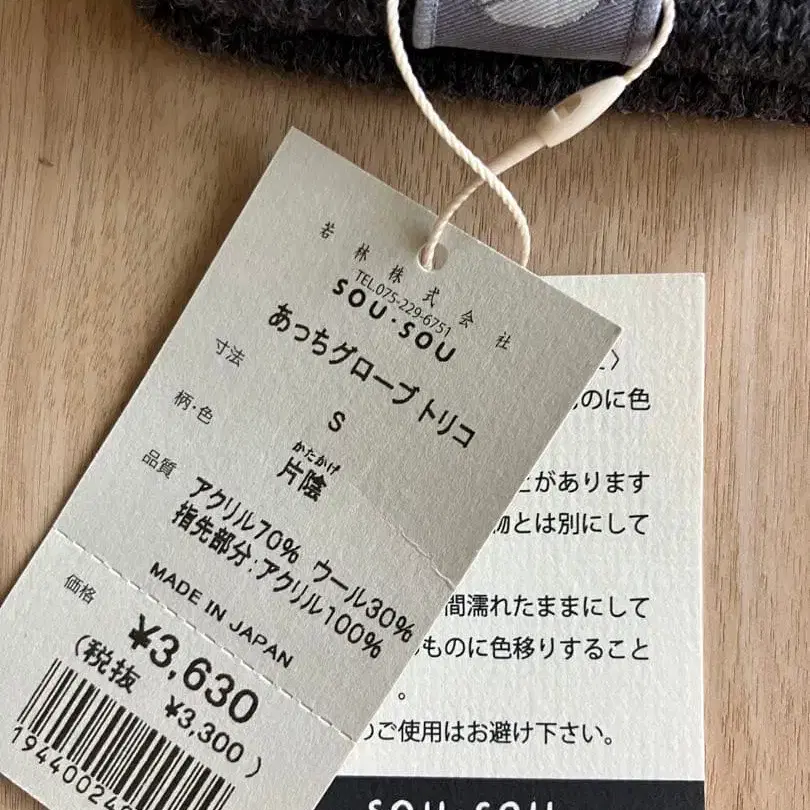 若林株式会社
TEL.075-229-6751
SOU・SOU
あっちグローブ トリコ
寸法 S
柄・色 片陰
かたかげ
品質 アクリル70% ウール30%
指先部分:アクリル100%
MADE IN JAPAN
価格 ¥3,630
(税抜 ¥3,300)
のに色
とがあります
物とは別にして
間濡れたままにして
ものに色移りすること
。
のご使用はお避け下さい。
SOU・SOU